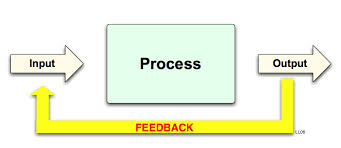 Input
Process
Output
FEEDBACK